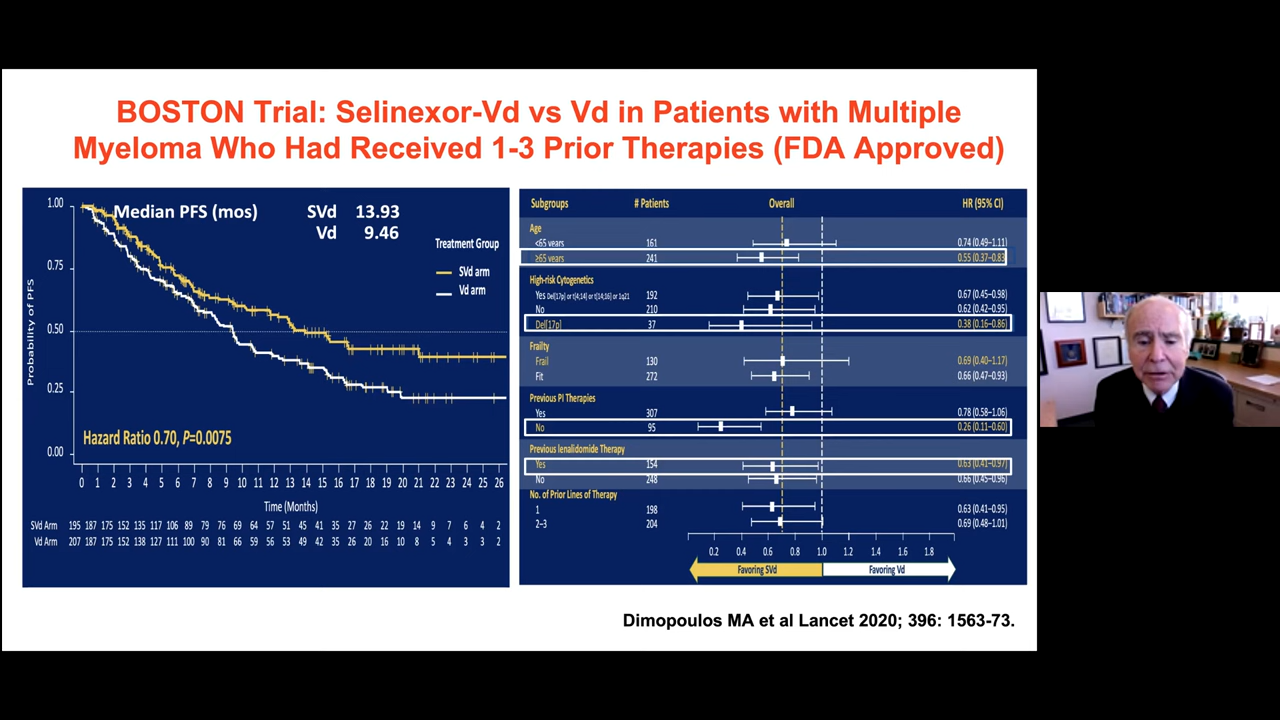 BOSTON Trial: Selinexor-Vd vs Vd in Patients with Multiple
Myeloma Who Had Received 1-3 Prior Therapies (FDA Approved)
Median PFS (mos) SVd 13.93
Vd 9.46
Treatment Group
SVd arm
Vd arm
Probability of PFS
1.00
0.75
0.50
0.25
0.00
Hazard Ratio 0.70, P=0.0075
0 1 2 3 4 5 6 7 8 9 10 11 12 13 14 15 16 17 18 19 20 21 22 23 24 25 26
Time (Months)
SVd Arm 195 187 175 152 135 117 106 89 79 76 69 64 57 51 45 41 35 27 26 22 19 14 9 7 6 4 2
Vd Arm 207 187 175 152 138 127 111 100 90 81 66 59 56 53 49 42 35 26 20 16 10 8 5 4 3 3 2
Subgroups # Patients Overall HR (95% CI)
Age
<65 years 161 0.74 (0.49–1.11)
≥65 years 241 0.55 (0.37–0.83
High-risk Cytogenetics
Yes Del[17p] or t[4;14] or t[14;16] or 1q21 192 0.67 (0.45–0.98)
No 210 0.62 (0.42–0.95)
Del[17p] 37 0.38 (0.16–0.86)
Frailty
Frail 130 0.69 (0.40–1.17)
Fit 272 0.66 (0.47–0.93)
Previous PI Therapies
Yes 307 0.78 (0.58–1.06)
No 95 0.26 (0.11–0.60)
Previous lenalidomide Therapy
Yes 154 0.63 (0.41–0.97)
No 248 0.66 (0.45–0.96)
No. of Prior Lines of Therapy
1 198 0.63 (0.41–0.95)
2–3 204 0.69 (0.48–1.01)
0.2 0.4 0.6 0.8 1.0 1.2 1.4 1.6 1.8
Favoring SVd Favoring Vd
Dimopoulos MA et al Lancet 2020; 396: 1563-73.